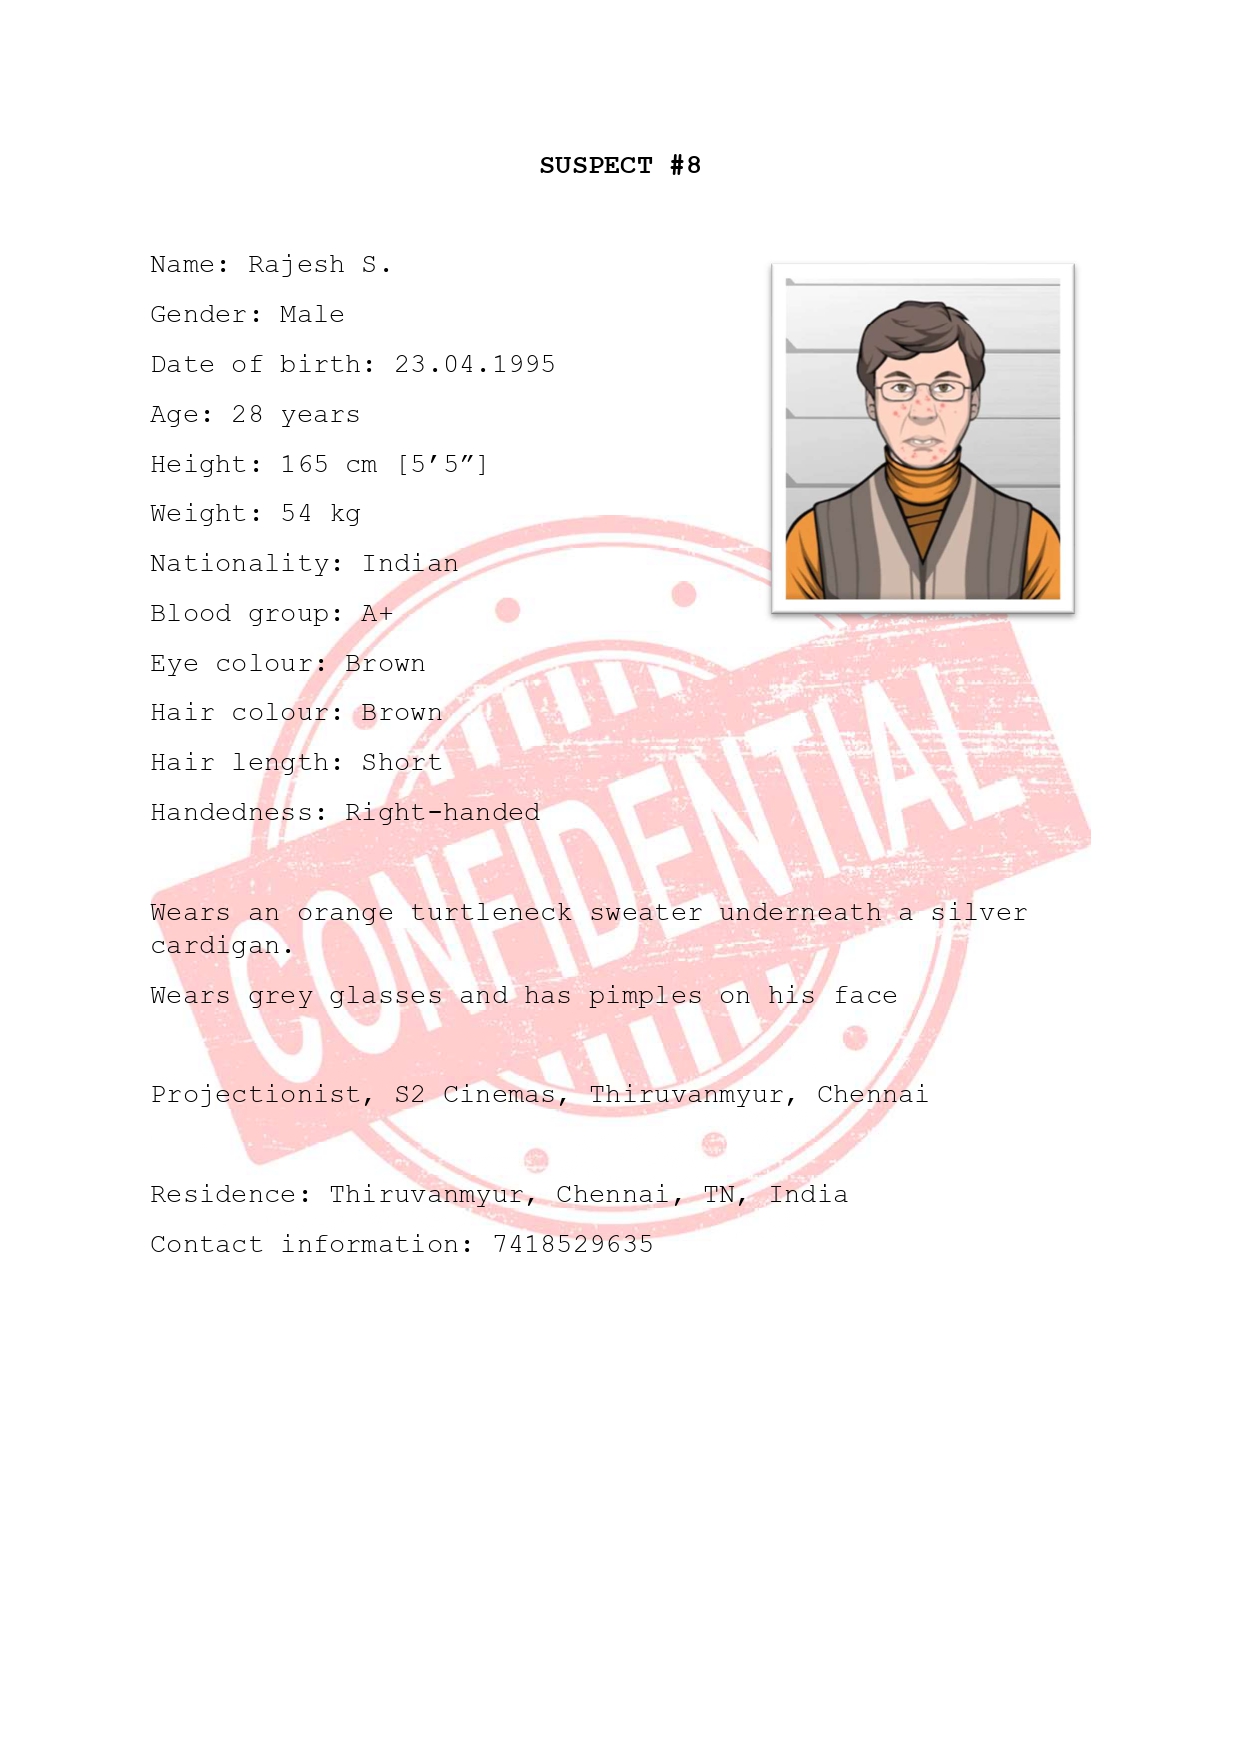 SUSPECT #8
Name: Rajesh S.
Gender: Male
Date of birth: 23.04.1995
Age: 28 years
Height: 165 cm [5’5”]
Weight: 54 kg
Nationality: Indian
Blood group: A+
Eye colour: Brown
Hair colour: Brown
Hair length: Short
Handedness: Right-handed
CONFIDENTIAL
Wears an orange turtleneck sweater underneath a silver
cardigan.
Wears grey glasses and has pimples on his face
Projectionist, S2 Cinemas, Thiruvanmyur, Chennai
Residence: Thiruvanmyur, Chennai, TN, India
Contact information: 7418529635